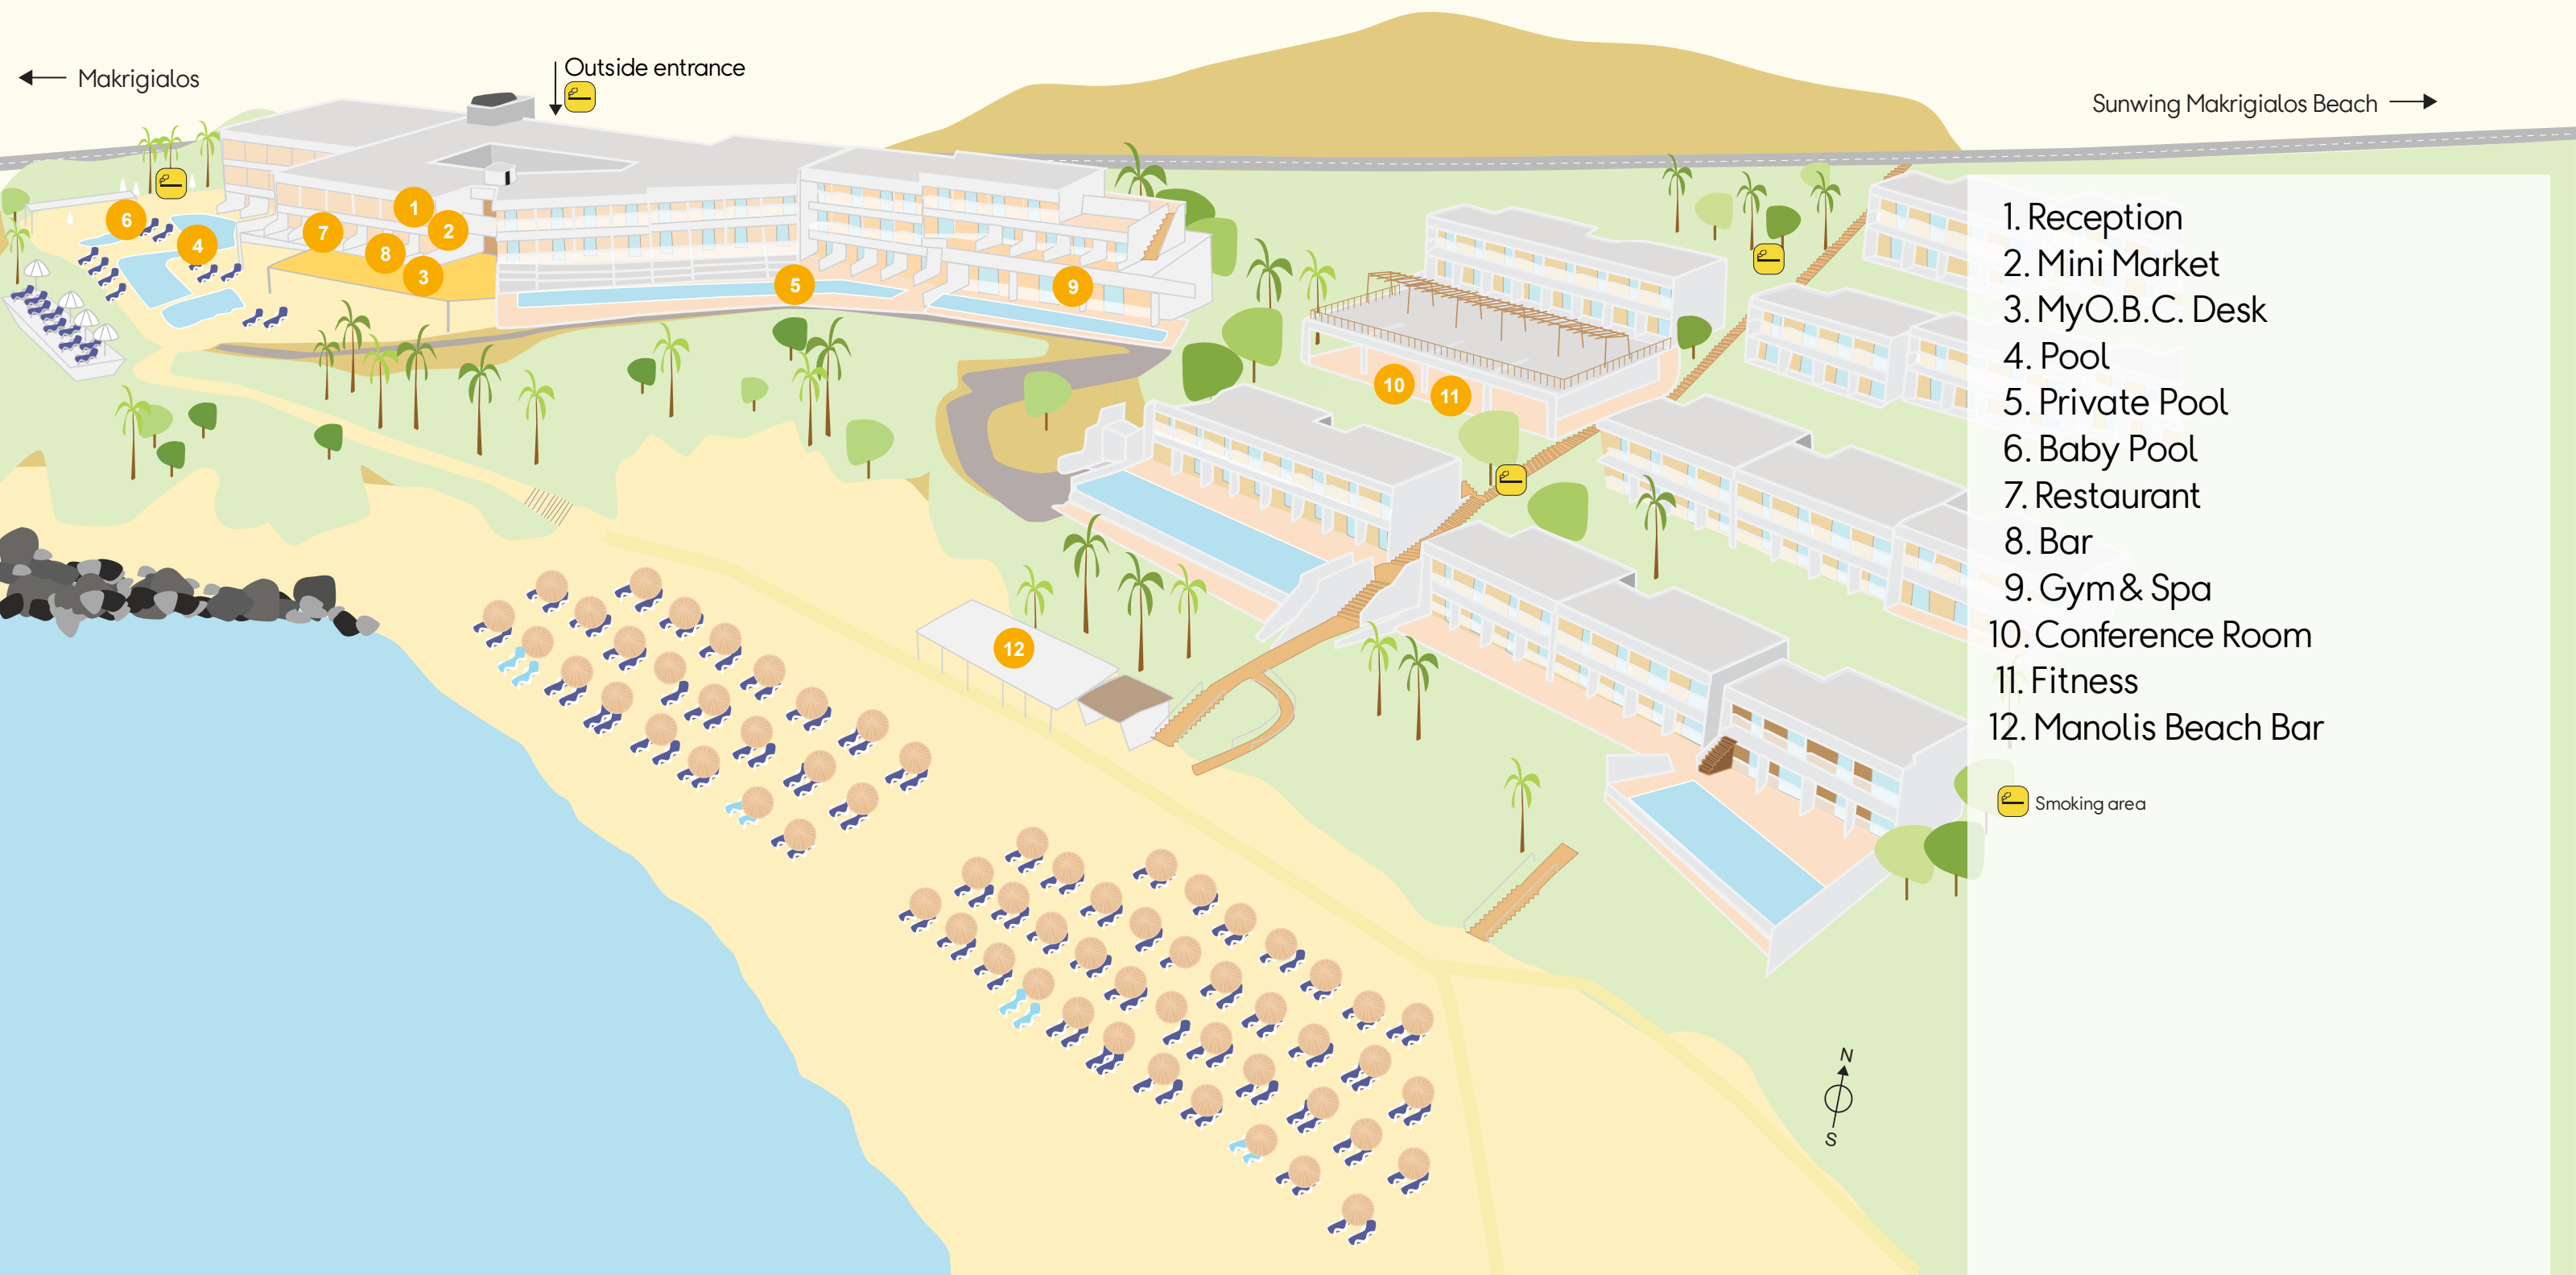 Makrigialos
Outside entrance
Sunwing Makrigialos Beach
1
2
3
4
5
6
7
8
9
10
11
12
1. Reception
2. Mini Market
3. MyO.B.C. Desk
4. Pool
5. Private Pool
6. Baby Pool
7. Restaurant
8. Bar
9. Gym & Spa
10. Conference Room
11. Fitness
12. Manolis Beach Bar
Smoking area
N
S